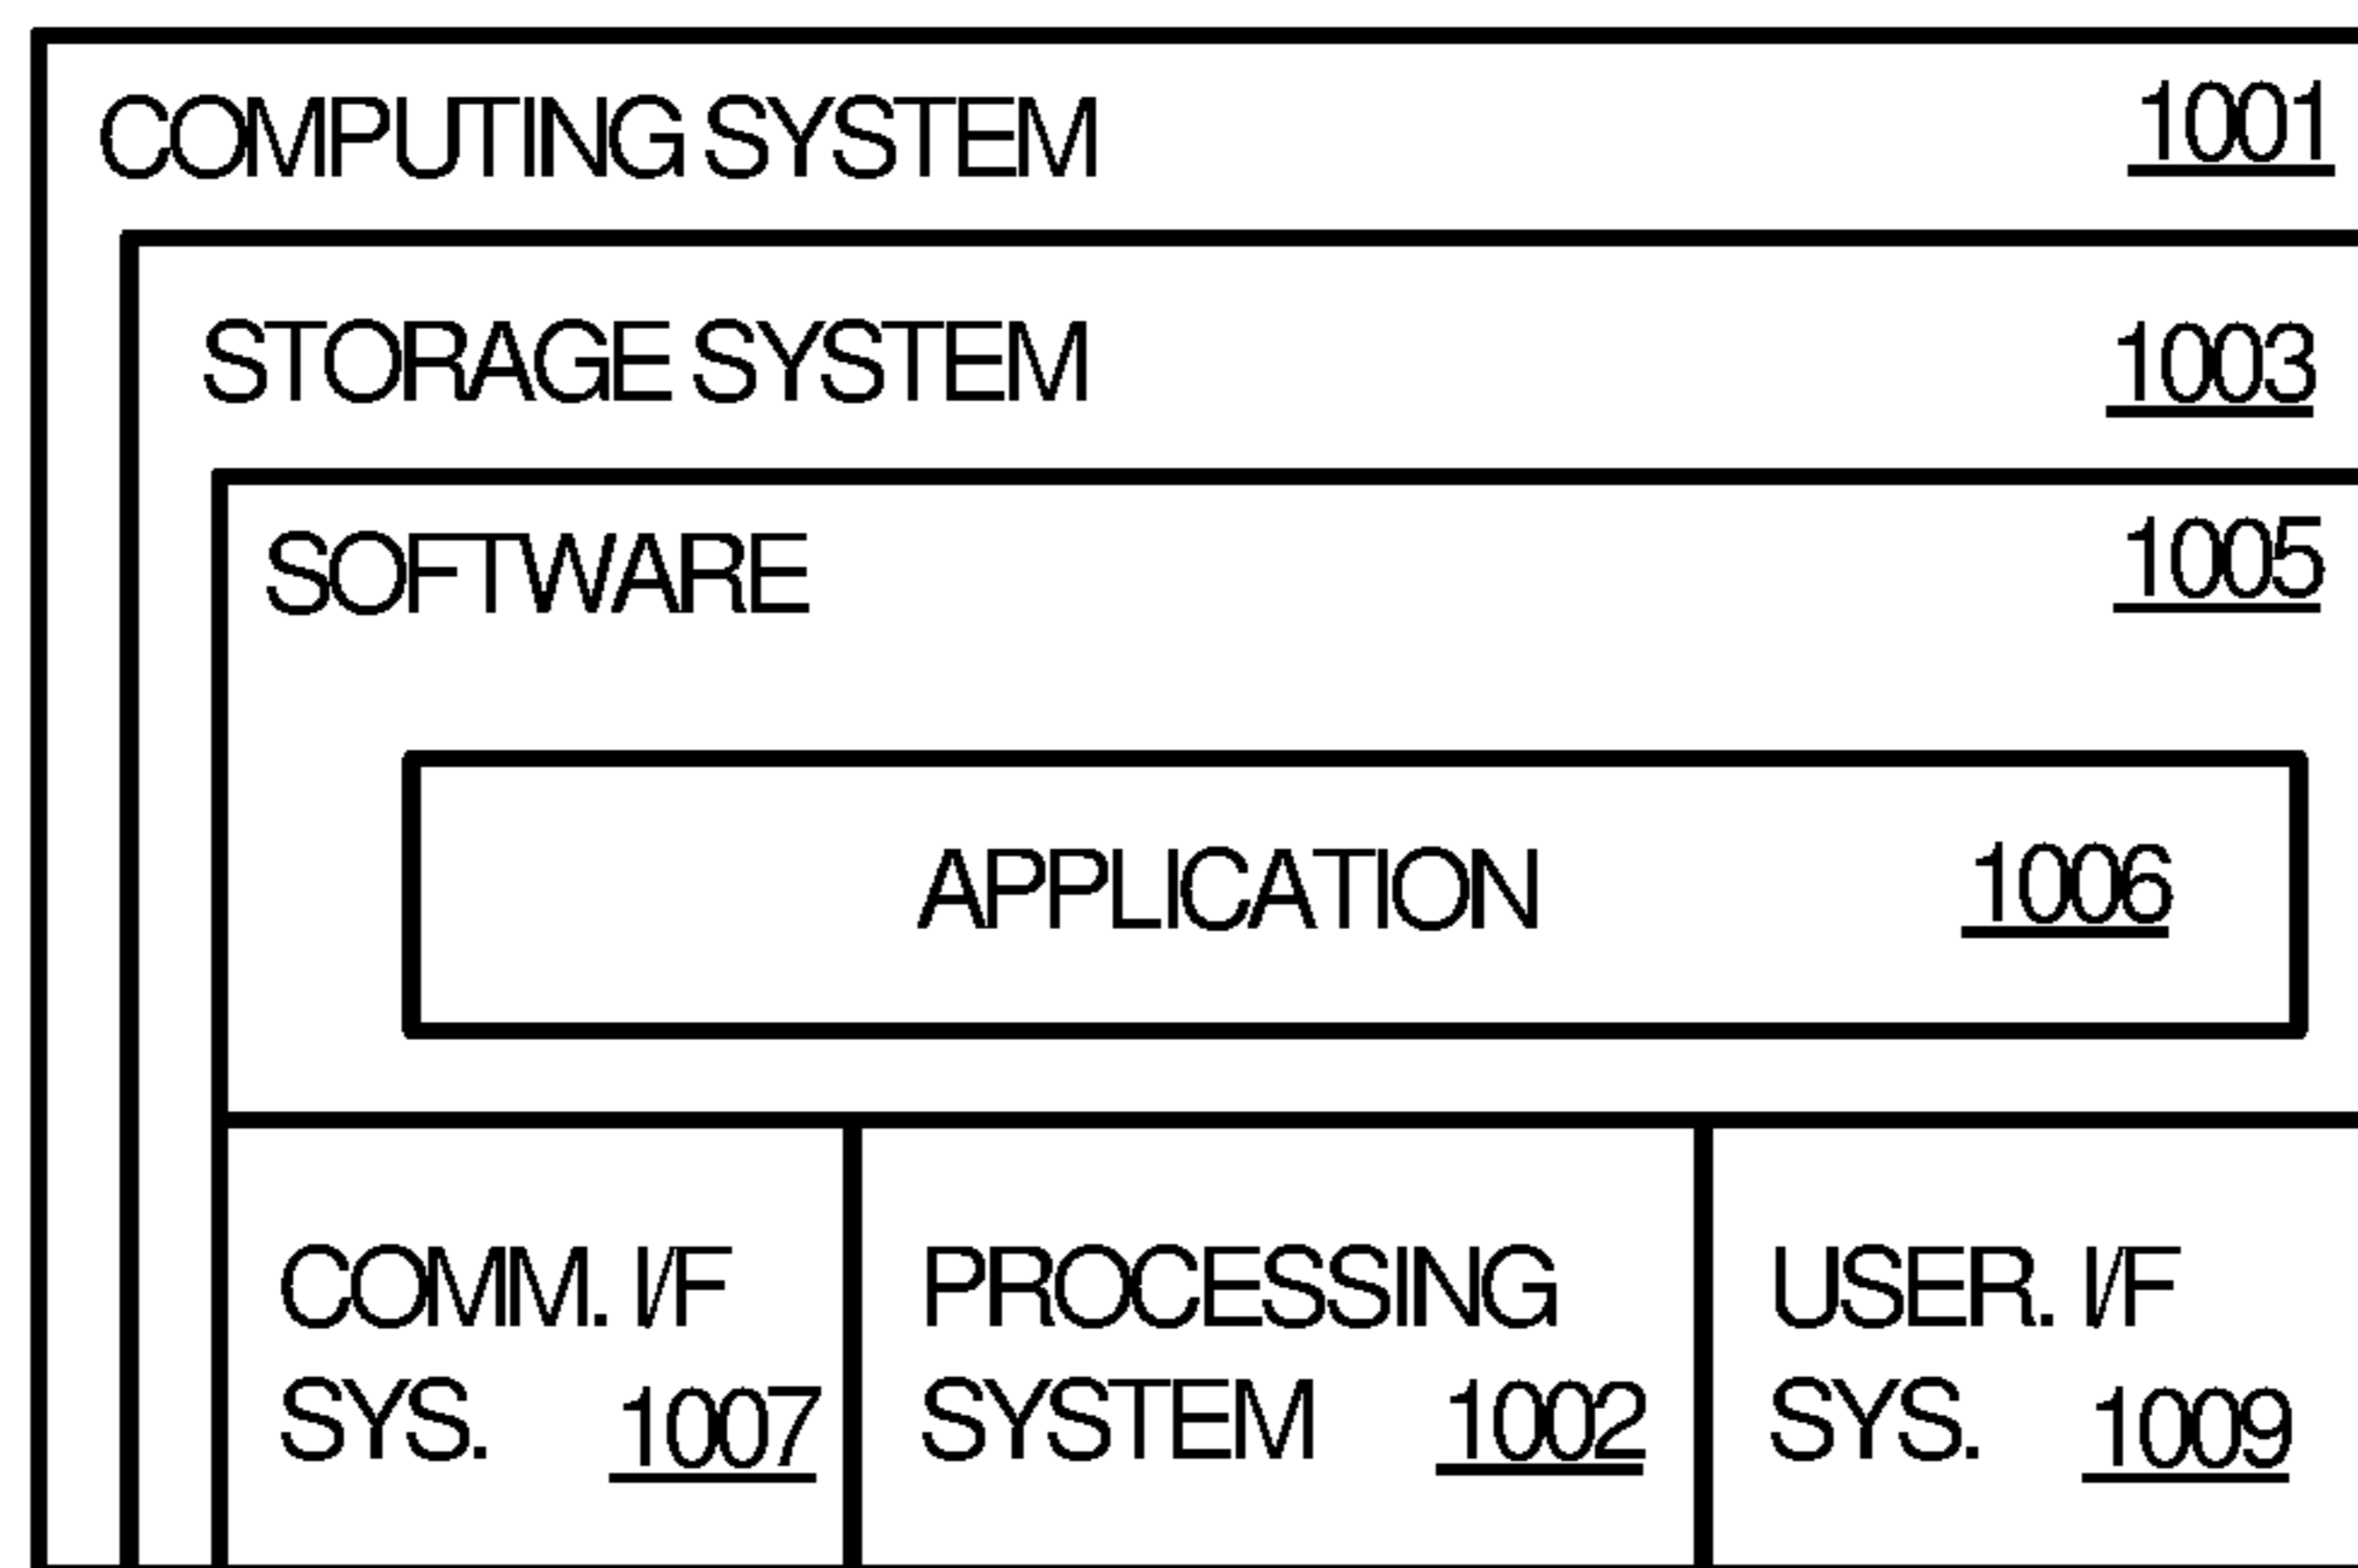 COMPUTING SYSTEM 1001
STORAGE SYSTEM 1003
SOFTWARE 1005
APPLICATION 1006
COMM. I/F
SYS. 1007
PROCESSING
SYSTEM 1002
USER. I/F
SYS. 1009